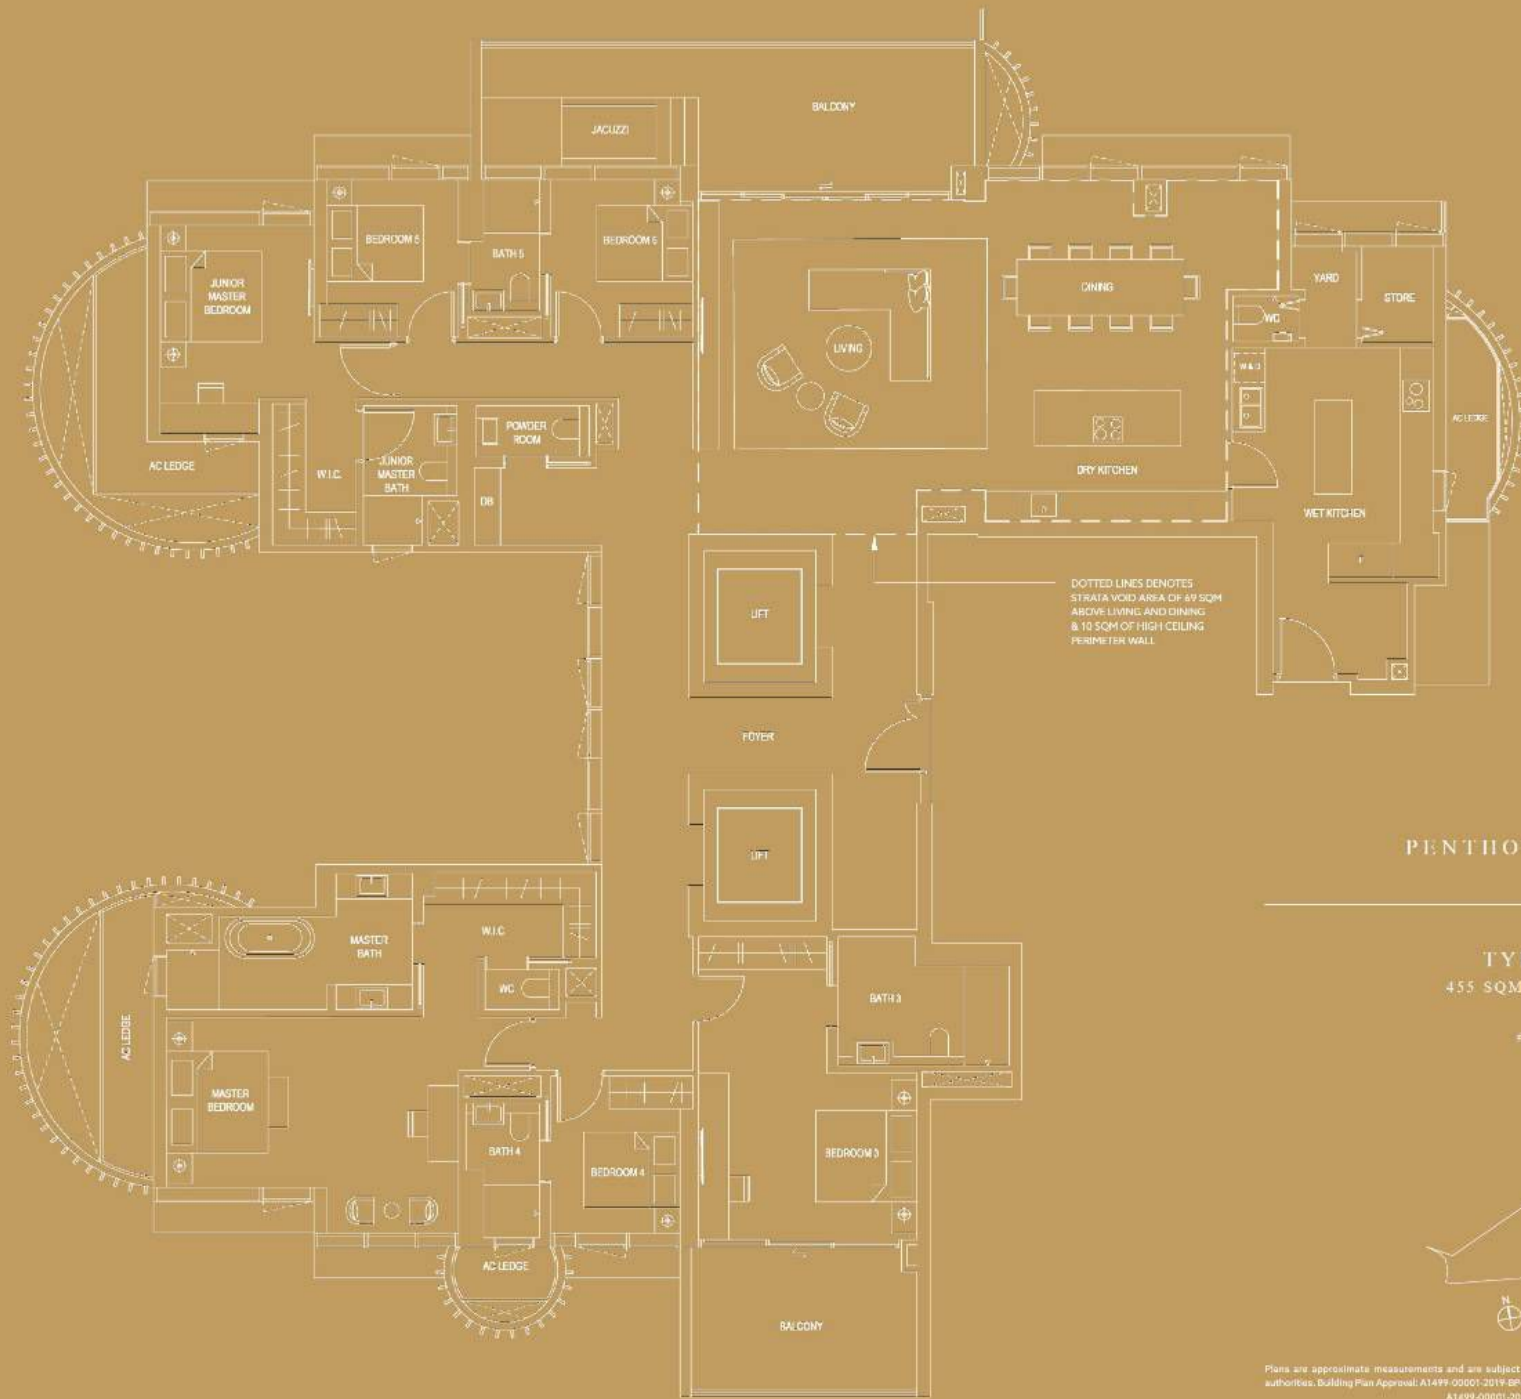 BALCONY
JACUZZI
BEDROOM 5
BATH 5
BEDROOM 6
JUNIOR
MASTER
BEDROOM
DINING
YARD
STORE
WC
LIVING
W & D
AC LEDGE
POWDER
ROOM
AC LEDGE
W.I.C.
JUNIOR
MASTER
BATH
DB
DRY KITCHEN
WET KITCHEN
F
DOTTED LINES DENOTES
STRATA VOID AREA OF 69 SQM
ABOVE LIVING AND DINING
& 10 SQM OF HIGH CEILING
PERIMETER WALL
LIFT
FOYER
LIFT
PENTHO
MASTER
BATH
W.I.C.
WC
BATH 3
TY
455 SQM
AC LEDGE
MASTER
BEDROOM
BATH 4
BEDROOM 4
BEDROOM 3
AC LEDGE
BALCONY
N
Plans are approximate measurements and are subject
authorities. Building Plan Approval: A1499-00001-2019-BP
A1499-00001-20